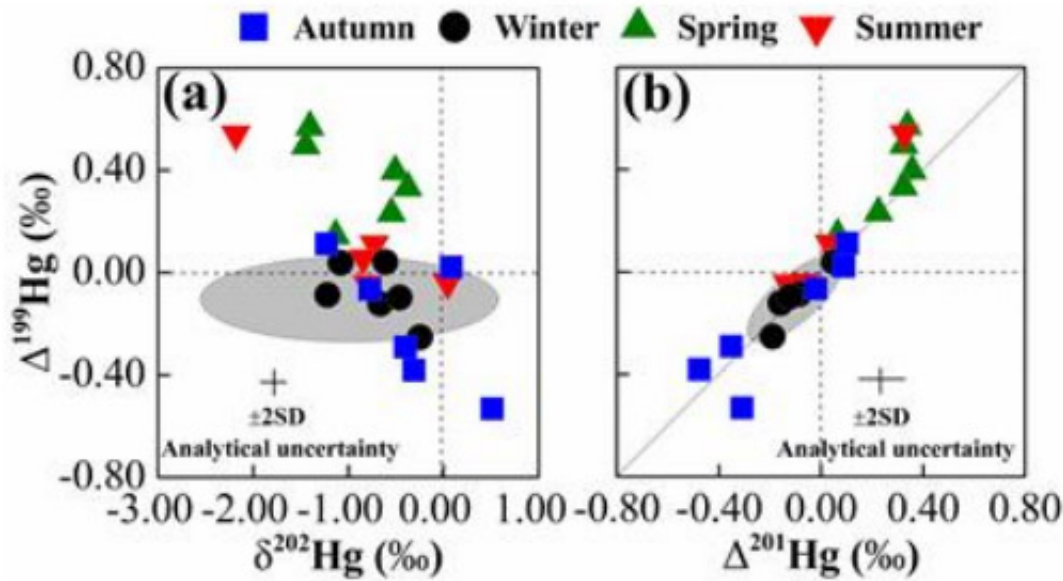 Autumn Winter Spring Summer
(a) (b)
0.80
0.40
0.00
-0.40
-0.80
Δ¹⁹⁹Hg (‰)
±2SD
Analytical uncertainty
±2SD
Analytical uncertainty
-3.00 -2.00 -1.00 0.00 1.00
-0.80 -0.40 0.00 0.40 0.80
δ²⁰²Hg (‰)
Δ²⁰¹Hg (‰)